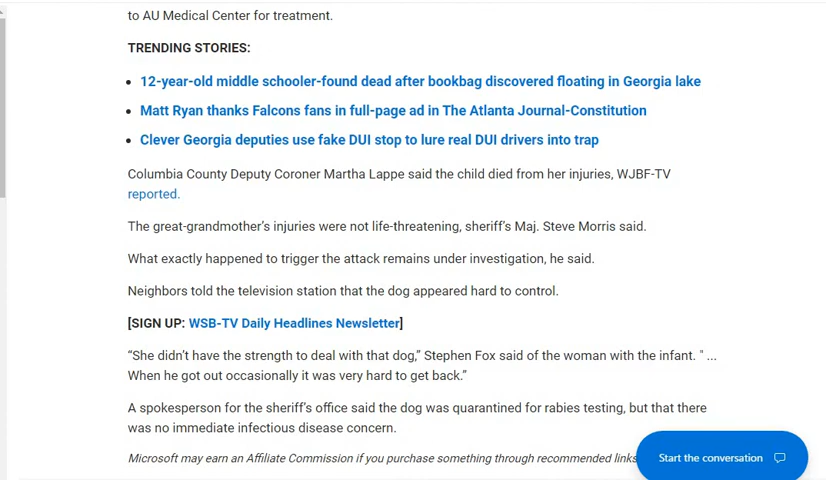 to AU Medical Center for treatment.
TRENDING STORIES:
12-year-old middle schooler-found dead after bookbag discovered floating in Georgia lake
Matt Ryan thanks Falcons fans in full-page ad in The Atlanta Journal-Constitution
Clever Georgia deputies use fake DUI stop to lure real DUI drivers into trap
Columbia County Deputy Coroner Martha Lappe said the child died from her injuries, WJBF-TV
reported.
The great-grandmother’s injuries were not life-threatening, sheriff’s Maj. Steve Morris said.
What exactly happened to trigger the attack remains under investigation, he said.
Neighbors told the television station that the dog appeared hard to control.
[SIGN UP: WSB-TV Daily Headlines Newsletter]
“She didn’t have the strength to deal with that dog,” Stephen Fox said of the woman with the infant. " ...
When he got out occasionally it was very hard to get back.”
A spokesperson for the sheriff’s office said the dog was quarantined for rabies testing, but that there
was no immediate infectious disease concern.
Microsoft may earn an Affiliate Commission if you purchase something through recommended links
Start the conversation